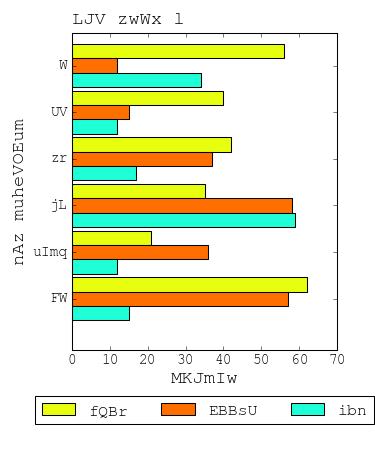 LJV zwWx l
nAz muheVOEum
W
UV
zr
jL
uImq
FW
0 10 20 30 40 50 60 70
MKJmIw
fQBr EBBsU ibn